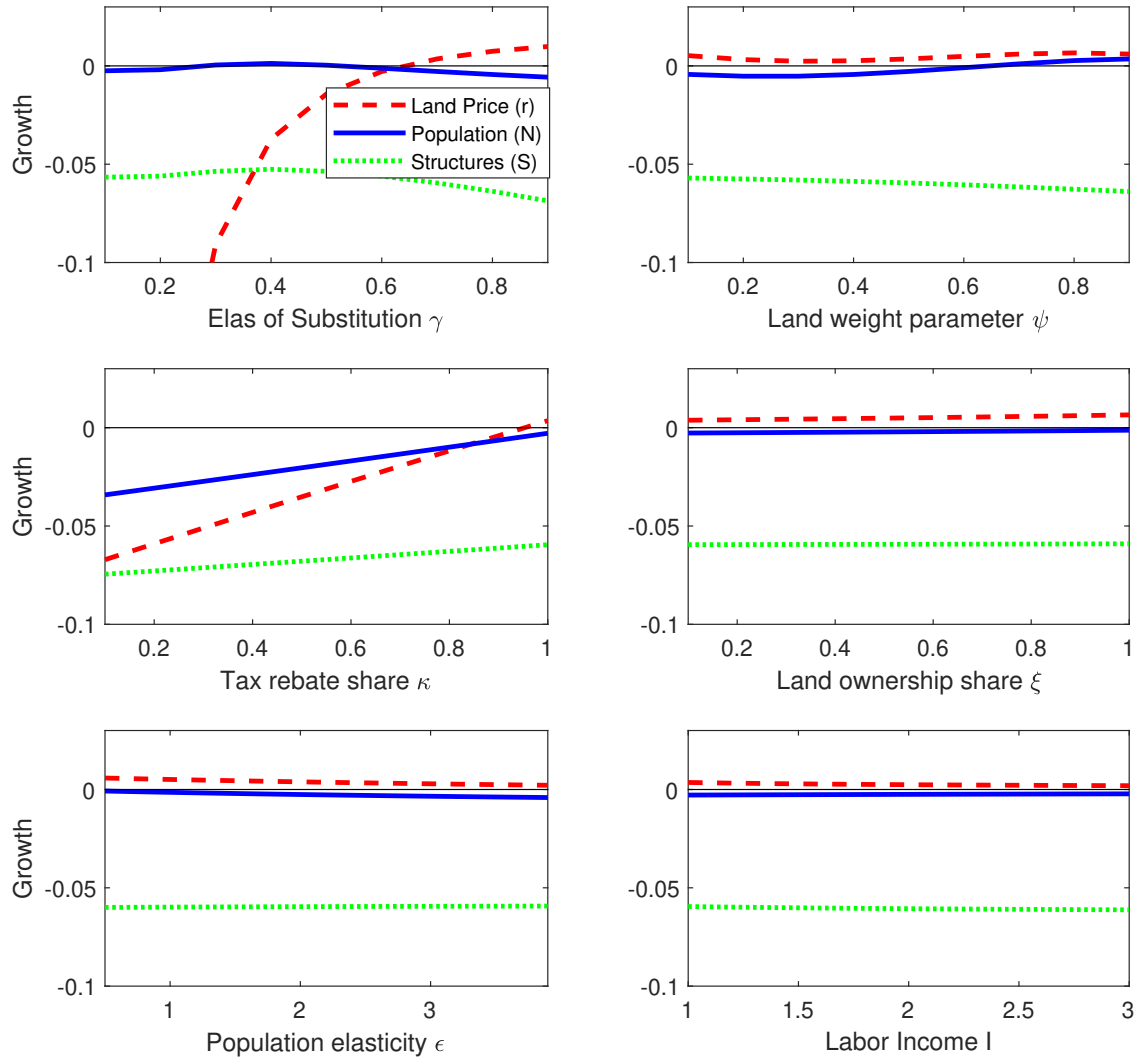 0
-0.05
-0.1
Growth
0.2 0.4 0.6 0.8
Elas of Substitution γ
Land Price (r)
Population (N)
Structures (S)
0
-0.05
-0.1
0.2 0.4 0.6 0.8
Land weight parameter ψ
0
-0.05
-0.1
Growth
0.2 0.4 0.6 0.8 1
Tax rebate share κ
0
-0.05
-0.1
0.2 0.4 0.6 0.8 1
Land ownership share ξ
0
-0.05
-0.1
Growth
1 2 3
Population elasticity ϵ
0
-0.05
-0.1
1 1.5 2 2.5 3
Labor Income I